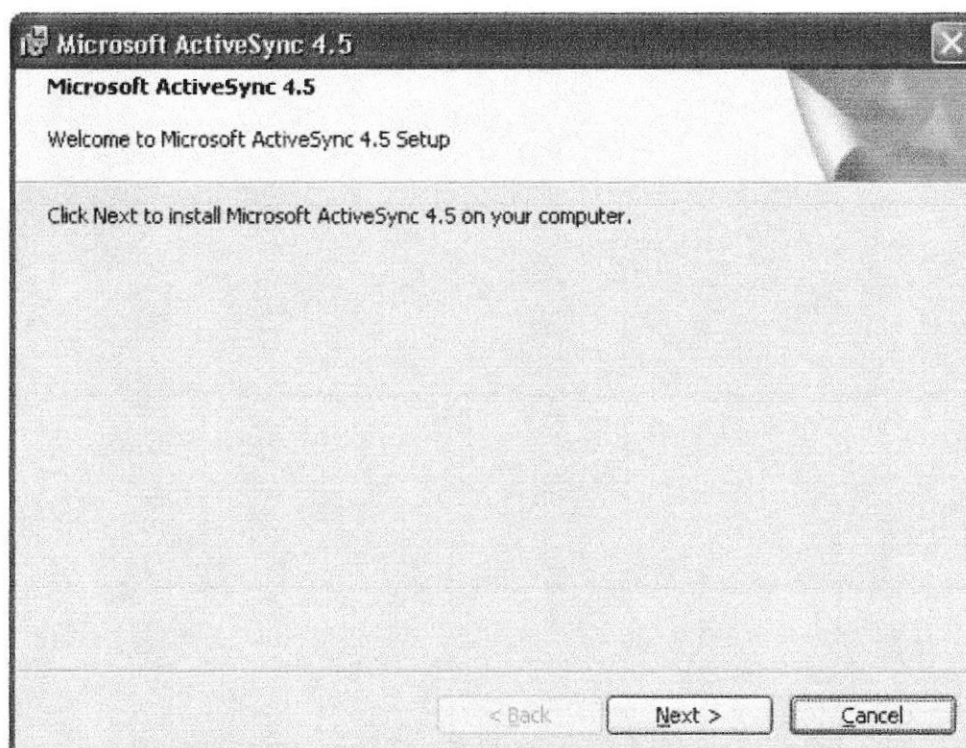 Microsoft ActiveSync 4.5
Microsoft ActiveSync 4.5
Welcome to Microsoft ActiveSync 4.5 Setup
Click Next to install Microsoft ActiveSync 4.5 on your computer.
< Back Next > Cancel